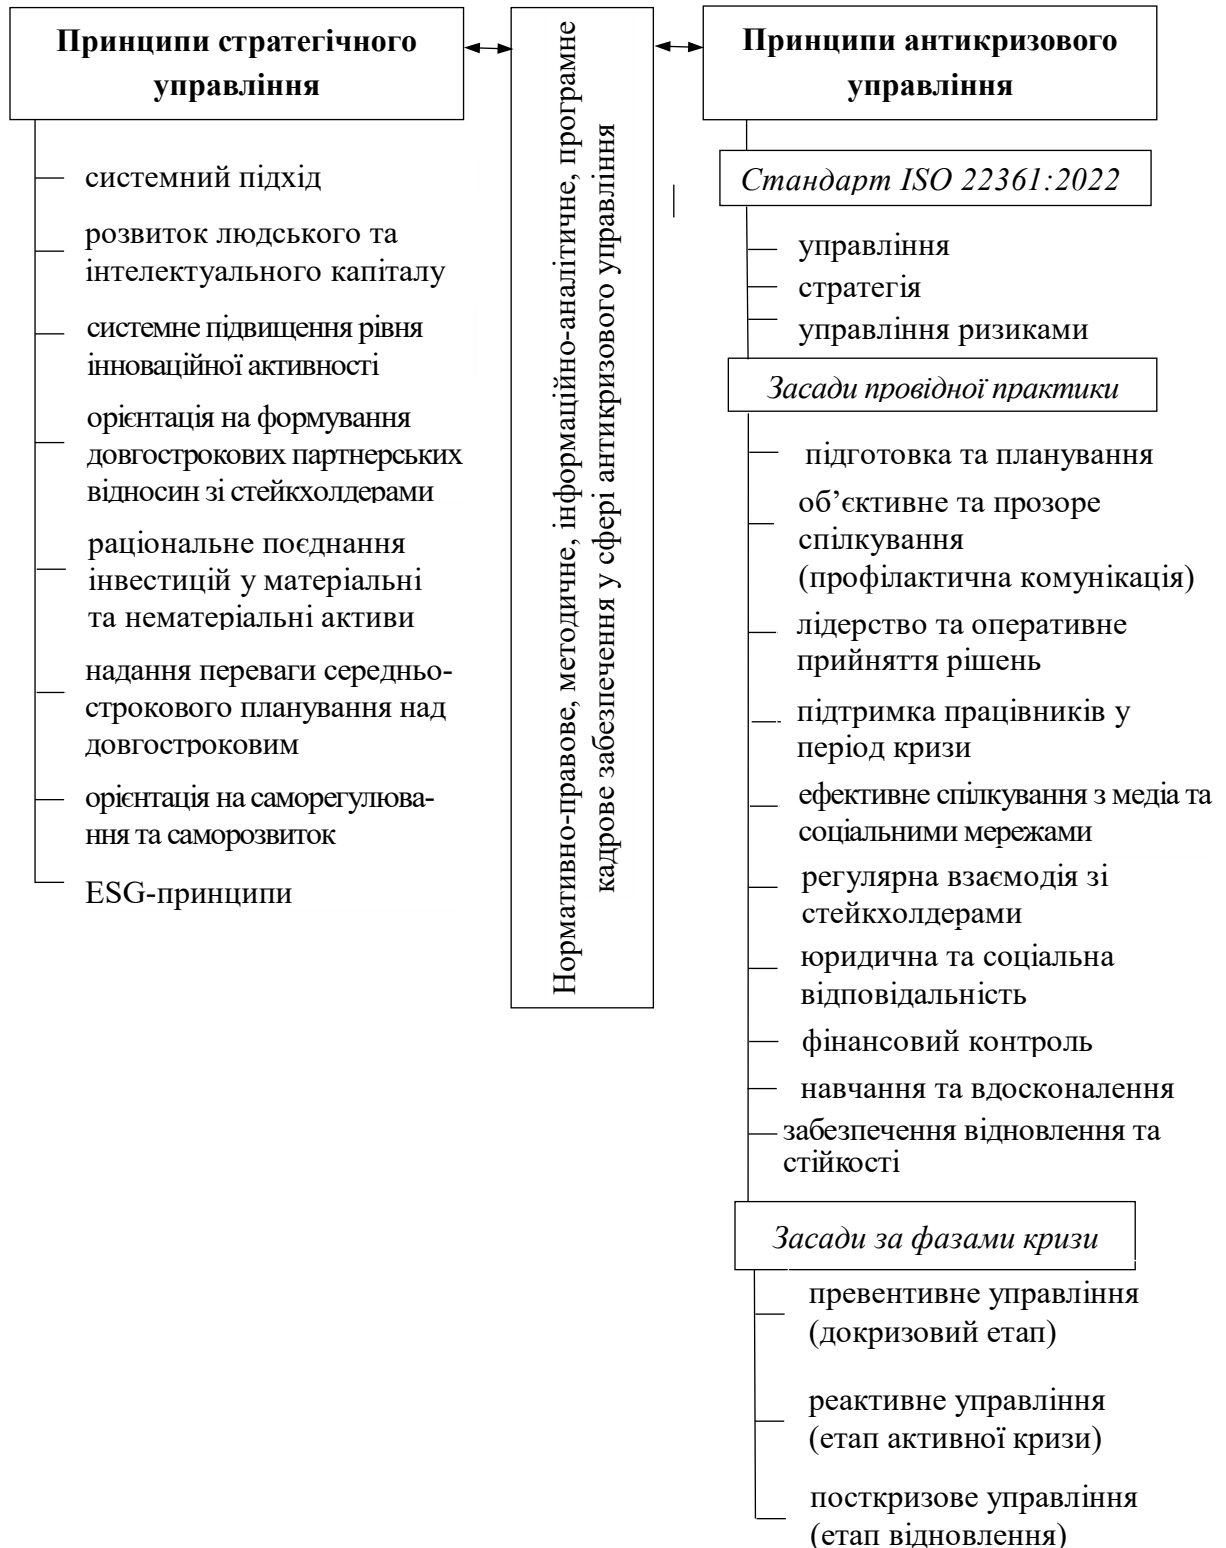 Принципи стратегічного
управління
системний підхід
розвиток людського та
інтелектуального капіталу
системне підвищення рівня
інноваційної активності
орієнтація на формування
довгострокових партнерських
відносин зі стейкхолдерами
раціональне поєднання
інвестицій у матеріальні
та нематеріальні активи
надання переваги середньо-
строкового планування над
довгостроковим
орієнтація на саморегулюва-
ння та саморозвиток
ESG-принципи
Нормативно-правове, методичне, інформаційно-аналітичне, програмне
кадрове забезпечення у сфері антикризового управління
Принципи антикризового
управління
Стандарт ISO 22361:2022
управління
стратегія
управління ризиками
Засади провідної практики
підготовка та планування
об’єктивне та прозоре
спілкування
(профілактична комунікація)
лідерство та оперативне
прийняття рішень
підтримка працівників у
період кризи
ефективне спілкування з медіа та
соціальними мережами
регулярна взаємодія зі
стейкхолдерами
юридична та соціальна
відповідальність
фінансовий контроль
навчання та вдосконалення
забезпечення відновлення та
стійкості
Засади за фазами кризи
превентивне управління
(докризовий етап)
реактивне управління
(етап активної кризи)
посткризове управління
(етап відновлення)